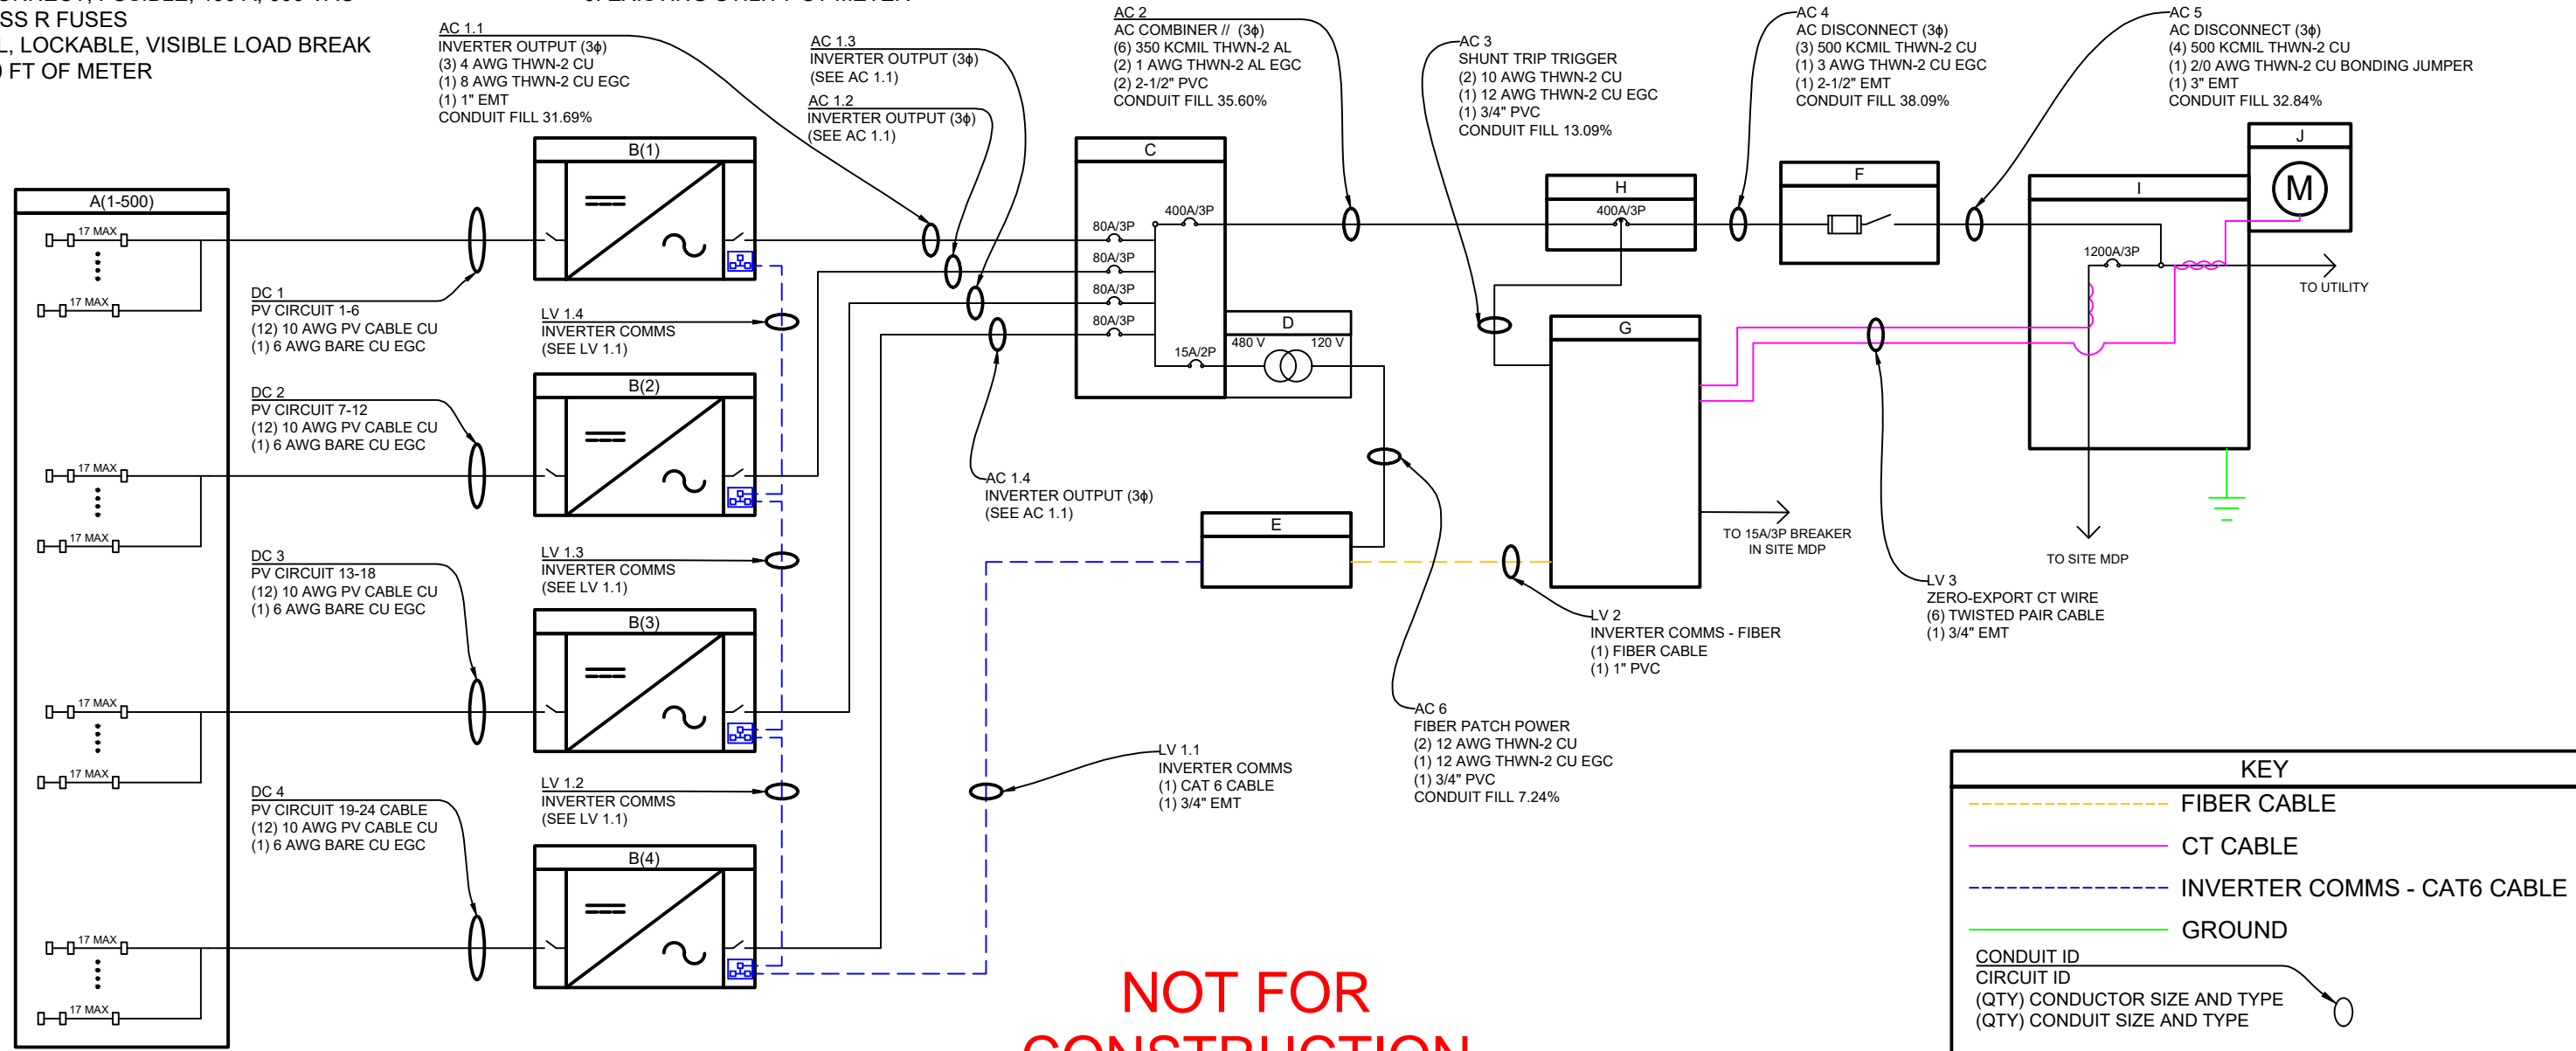 SS R FUSES
L, LOCKABLE, VISIBLE LOAD BREAK
FT OF METER
AC 1.1
INVERTER OUTPUT (3ϕ)
(3) 4 AWG THWN-2 CU
(1) 8 AWG THWN-2 CU EGC
(1) 1" EMT
CONDUIT FILL 31.69%
AC 1.3
INVERTER OUTPUT (3ϕ)
(SEE AC 1.1)
AC 1.2
INVERTER OUTPUT (3ϕ)
(SEE AC 1.1)
AC 2
AC COMBINER // (3ϕ)
(6) 350 KCMIL THWN-2 AL
(2) 1 AWG THWN-2 AL EGC
(2) 2-1/2" PVC
CONDUIT FILL 35.60%
AC 3
SHUNT TRIP TRIGGER
(2) 10 AWG THWN-2 CU
(1) 12 AWG THWN-2 CU EGC
(1) 3/4" PVC
CONDUIT FILL 13.09%
AC 4
AC DISCONNECT (3ϕ)
(3) 500 KCMIL THWN-2 CU
(1) 3 AWG THWN-2 CU EGC
(1) 2-1/2" EMT
CONDUIT FILL 38.09%
AC 5
AC DISCONNECT (3ϕ)
(4) 500 KCMIL THWN-2 CU
(1) 2/0 AWG THWN-2 CU BONDING JUMPER
(1) 3" EMT
CONDUIT FILL 32.84%
A(1-500)
17 MAX
17 MAX
17 MAX
17 MAX
17 MAX
17 MAX
17 MAX
17 MAX
DC 1
PV CIRCUIT 1-6
(12) 10 AWG PV CABLE CU
(1) 6 AWG BARE CU EGC
DC 2
PV CIRCUIT 7-12
(12) 10 AWG PV CABLE CU
(1) 6 AWG BARE CU EGC
DC 3
PV CIRCUIT 13-18
(12) 10 AWG PV CABLE CU
(1) 6 AWG BARE CU EGC
DC 4
PV CIRCUIT 19-24 CABLE
(12) 10 AWG PV CABLE CU
(1) 6 AWG BARE CU EGC
B(1)
LV 1.4
INVERTER COMMS
(SEE LV 1.1)
B(2)
LV 1.3
INVERTER COMMS
(SEE LV 1.1)
B(3)
LV 1.2
INVERTER COMMS
(SEE LV 1.1)
B(4)
C
400A/3P
80A/3P
80A/3P
80A/3P
80A/3P
15A/2P
D
480 V
120 V
AC 1.4
INVERTER OUTPUT (3ϕ)
(SEE AC 1.1)
E
LV 1.1
INVERTER COMMS
(1) CAT 6 CABLE
(1) 3/4" EMT
AC 6
FIBER PATCH POWER
(2) 12 AWG THWN-2 CU
(1) 12 AWG THWN-2 CU EGC
(1) 3/4" PVC
CONDUIT FILL 7.24%
H
400A/3P
G
LV 2
INVERTER COMMS - FIBER
(1) FIBER CABLE
(1) 1" PVC
TO 15A/3P BREAKER
IN SITE MDP
F
I
1200A/3P
J
M
TO UTILITY
TO SITE MDP
LV 3
ZERO-EXPORT CT WIRE
(6) TWISTED PAIR CABLE
(1) 3/4" EMT
KEY
FIBER CABLE
CT CABLE
INVERTER COMMS - CAT6 CABLE
GROUND
CONDUIT ID
CIRCUIT ID
(QTY) CONDUCTOR SIZE AND TYPE
(QTY) CONDUIT SIZE AND TYPE
NOT FOR
CONSTRUCTION